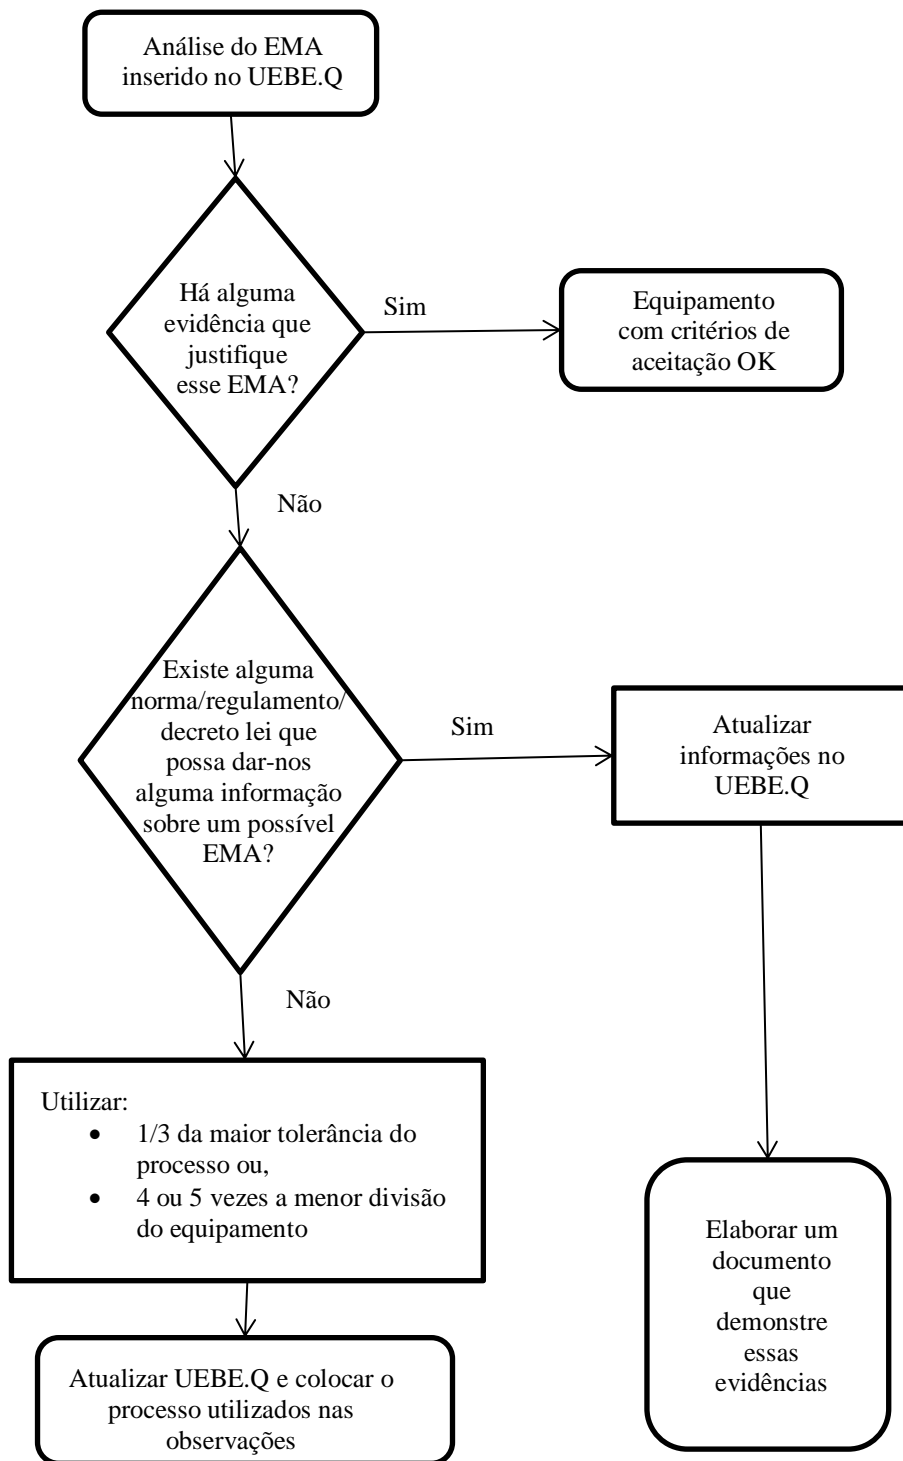 Análise do EMA
inserido no UEBE.Q
Há alguma
evidência que
justifique
esse EMA?
Sim
Equipamento
com critérios de
aceitação OK
Não
Existe alguma
norma/regulamento/
decreto lei que
possa dar-nos
alguma informação
sobre um possível
EMA?
Sim
Atualizar
informações no
UEBE.Q
Não
Utilizar:
• 1/3 da maior tolerância do
processo ou,
• 4 ou 5 vezes a menor divisão
do equipamento
Elaborar um
documento
que
demonstre
essas
evidências
Atualizar UEBE.Q e colocar o
processo utilizados nas
observações